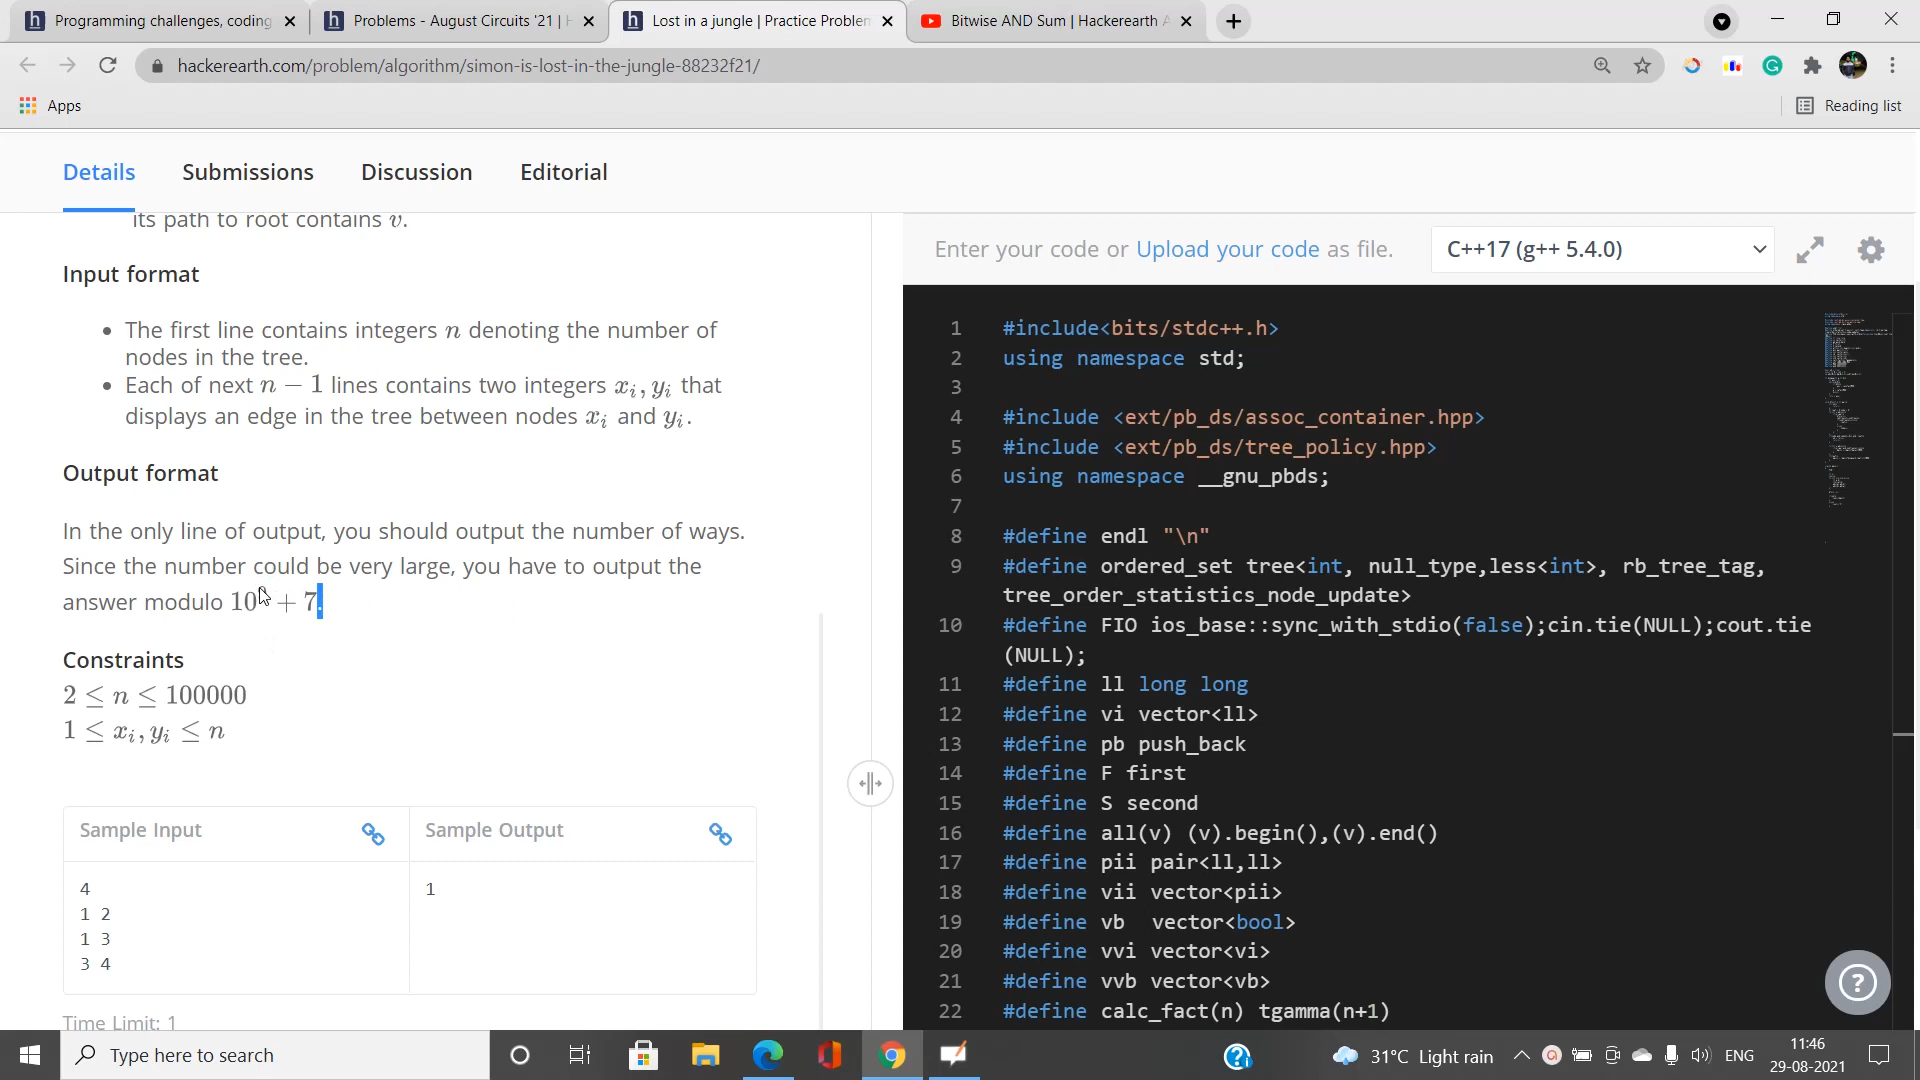 Programming challenges, coding
Problems - August Circuits '21 | H
Lost in a jungle | Practice Problem
Bitwise AND Sum | Hackerearth A
hackerearth.com/problem/algorithm/simon-is-lost-in-the-jungle-88232f21/
Apps
Reading list
Details
Submissions
Discussion
Editorial
its path to root contains v.
Input format
The first line contains integers n denoting the number of
nodes in the tree.
Each of next n − 1 lines contains two integers xi, yi that
displays an edge in the tree between nodes xi and yi.
Output format
In the only line of output, you should output the number of ways.
Since the number could be very large, you have to output the
answer modulo 10 + 7.
Constraints
2 ≤ n ≤ 100000
1 ≤ xi, yi ≤ n
Sample Input
Sample Output
4
1 2
1 3
3 4
1
Time Limit: 1
Enter your code or Upload your code as file.
C++17 (g++ 5.4.0)
1 #include<bits/stdc++.h>
2 using namespace std;
3
4 #include <ext/pb_ds/assoc_container.hpp>
5 #include <ext/pb_ds/tree_policy.hpp>
6 using namespace __gnu_pbds;
7
8 #define endl "\n"
9 #define ordered_set tree<int, null_type,less<int>, rb_tree_tag,
tree_order_statistics_node_update>
10 #define FIO ios_base::sync_with_stdio(false);cin.tie(NULL);cout.tie
(NULL);
11 #define ll long long
12 #define vi vector<ll>
13 #define pb push_back
14 #define F first
15 #define S second
16 #define all(v) (v).begin(),(v).end()
17 #define pii pair<ll,ll>
18 #define vii vector<pii>
19 #define vb vector<bool>
20 #define vvi vector<vi>
21 #define vvb vector<vb>
22 #define calc_fact(n) tgamma(n+1)
Type here to search
31°C Light rain
ENG
11:46
29-08-2021